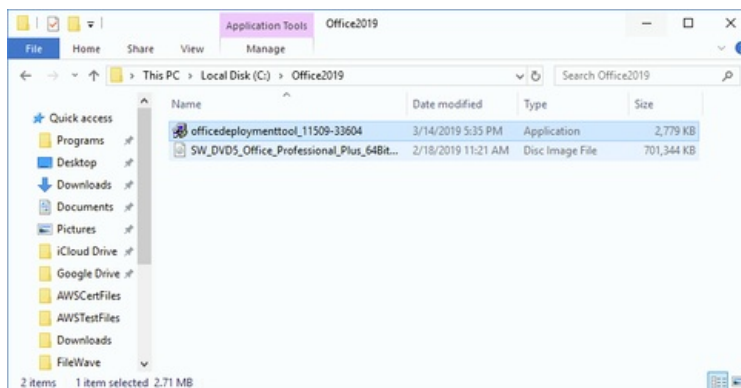 Application Tools Office2019
File Home Share View Manage
This PC Local Disk (C:) Office2019 Search Office2019
Name Date modified Type Size
Quick access
officedeploymenttool_11509-33604 3/14/2019 5:35 PM Application 2,779 KB
Programs
SW_DVD5_Office_Professional_Plus_64Bit... 2/18/2019 11:21 AM Disc Image File 701,344 KB
Desktop
Downloads
Documents
Pictures
iCloud Drive
Google Drive
AWSCertFiles
AWSTestFiles
Downloads
FileWave
2 items 1 item selected 2.71 MB